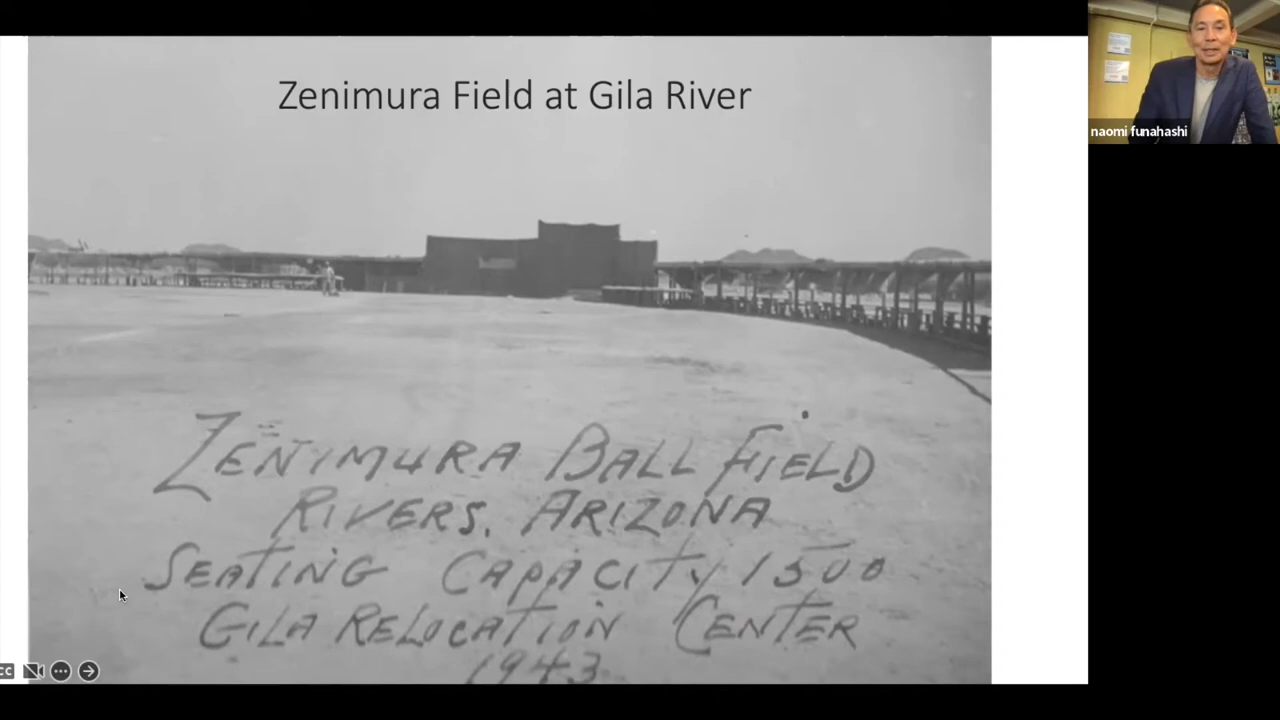 Zenimura Field at Gila River
naomi funahashi
ZENIMURA BALL FIELD
RIVERS, ARIZONA
SEATING CAPACITY 1500
GILA RELOCATION CENTER
1943
CC